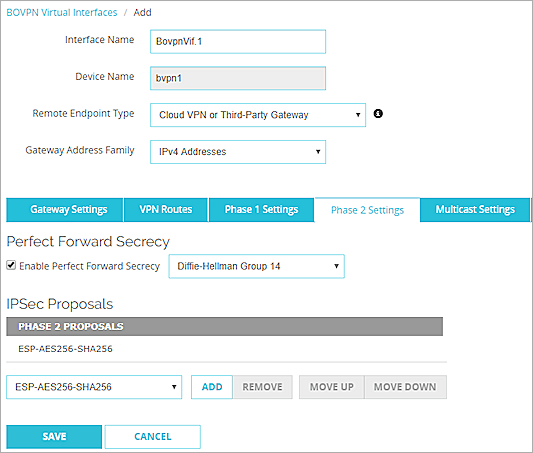 BOVPN Virtual Interfaces / Add
Interface Name BovpnVif.1
Device Name bvpn1
Remote Endpoint Type Cloud VPN or Third-Party Gateway
Gateway Address Family IPv4 Addresses
Gateway Settings VPN Routes Phase 1 Settings Phase 2 Settings Multicast Settings
Perfect Forward Secrecy
Enable Perfect Forward Secrecy Diffie-Hellman Group 14
IPSec Proposals
PHASE 2 PROPOSALS
ESP-AES256-SHA256
ESP-AES256-SHA256 ADD REMOVE MOVE UP MOVE DOWN
SAVE CANCEL